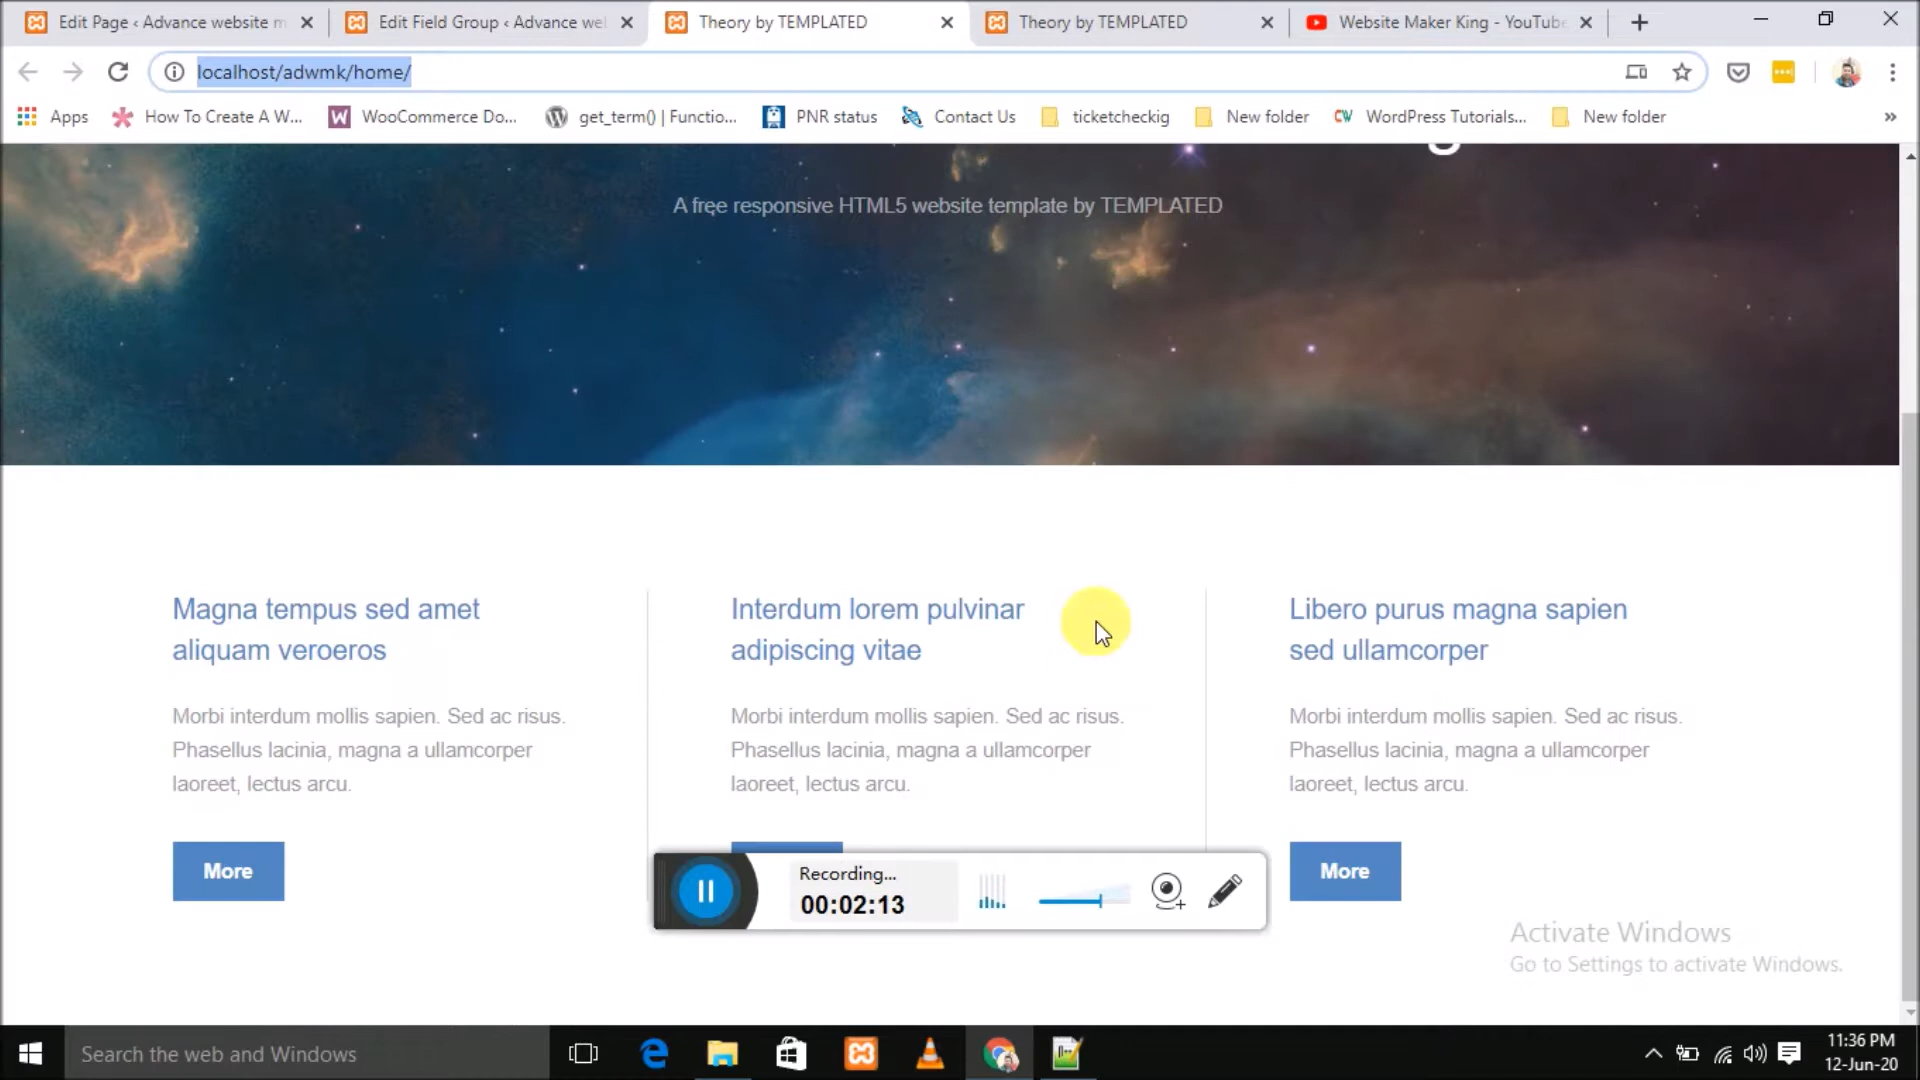 Edit Page ‹ Advance website m
Edit Field Group ‹ Advance wel
Theory by TEMPLATED
Theory by TEMPLATED
Website Maker King - YouTube
localhost/adwmk/home/
Apps
How To Create A W...
WooCommerce Do...
get_term() | Functio...
PNR status
Contact Us
ticketcheckig
New folder
WordPress Tutorials...
New folder
A free responsive HTML5 website template by TEMPLATED
Magna tempus sed amet
aliquam veroeros
Morbi interdum mollis sapien. Sed ac risus.
Phasellus lacinia, magna a ullamcorper
laoreet, lectus arcu.
More
Interdum lorem pulvinar
adipiscing vitae
Morbi interdum mollis sapien. Sed ac risus.
Phasellus lacinia, magna a ullamcorper
laoreet, lectus arcu.
Libero purus magna sapien
sed ullamcorper
Morbi interdum mollis sapien. Sed ac risus.
Phasellus lacinia, magna a ullamcorper
laoreet, lectus arcu.
More
Recording...
00:02:13
Activate Windows
Go to Settings to activate Windows.
Search the web and Windows
11:36 PM
12-Jun-20